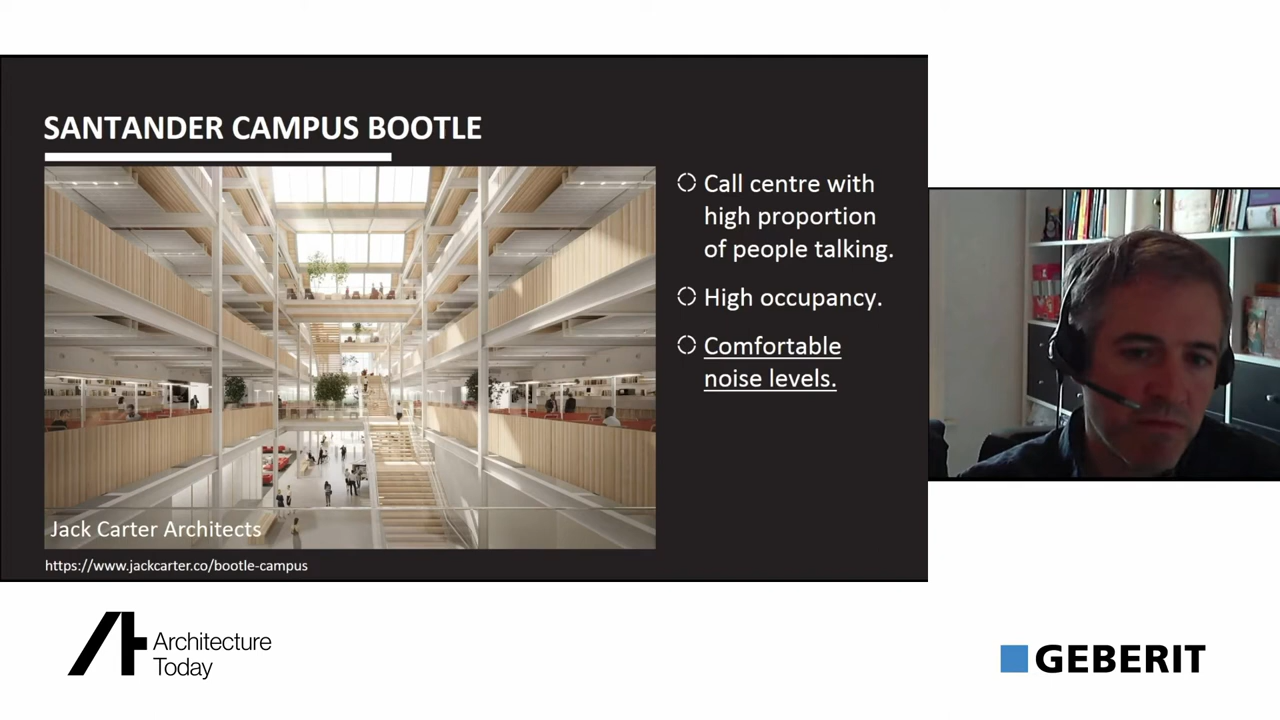 SANTANDER CAMPUS BOOTLE
Call centre with
high proportion
of people talking.
High occupancy.
Comfortable
noise levels.
Jack Carter Architects
https://www.jackcarter.co/bootle-campus
Architecture
Today
GEBERIT